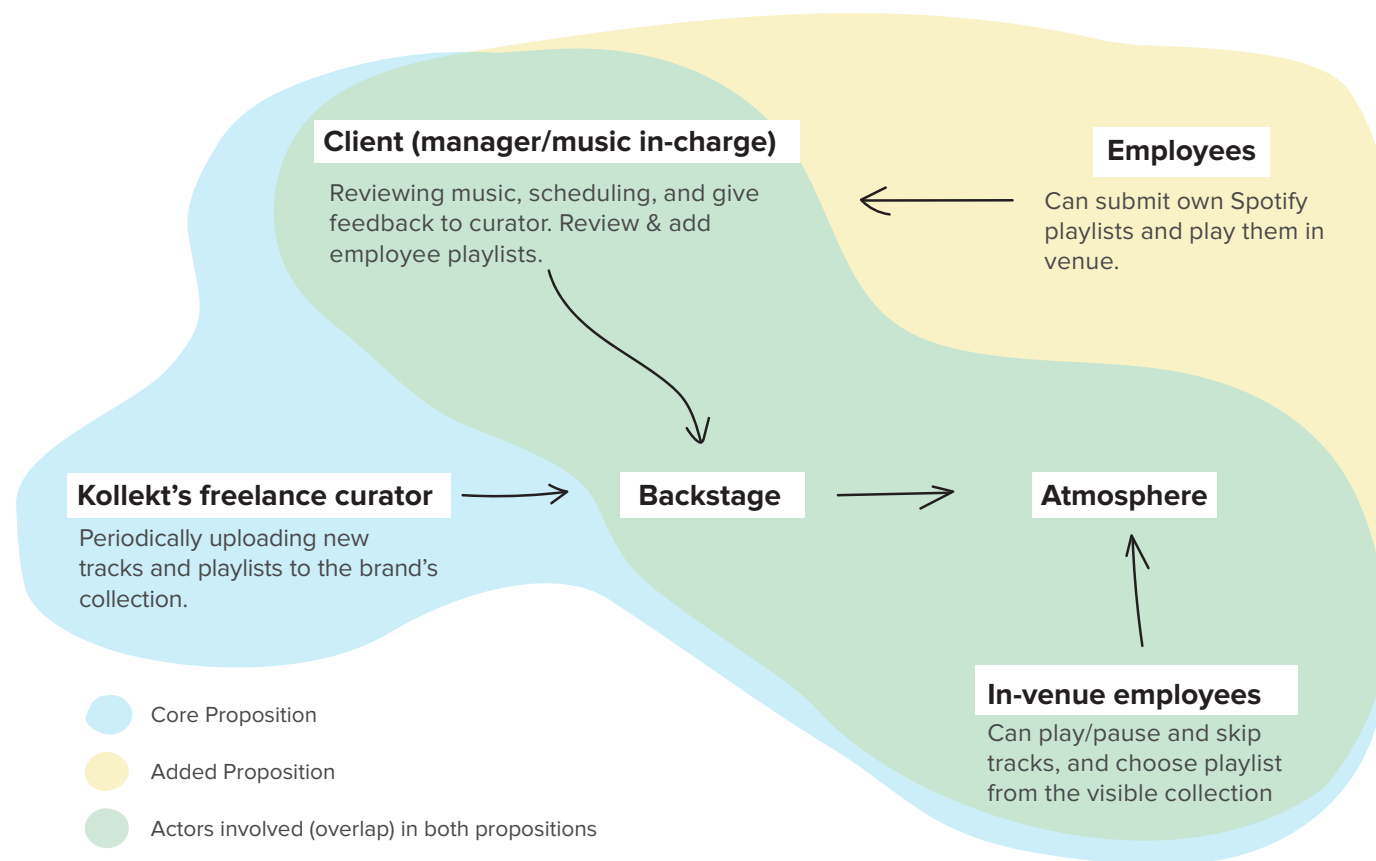 Client (manager/music in-charge)
Reviewing music, scheduling, and give
feedback to curator. Review & add
employee playlists.
Employees
Can submit own Spotify
playlists and play them in
venue.
Kollekt's freelance curator
Periodically uploading new
tracks and playlists to the brand's
collection.
Backstage
Atmosphere
In-venue employees
Can play/pause and skip
tracks, and choose playlist
from the visible collection
Core Proposition
Added Proposition
Actors involved (overlap) in both propositions